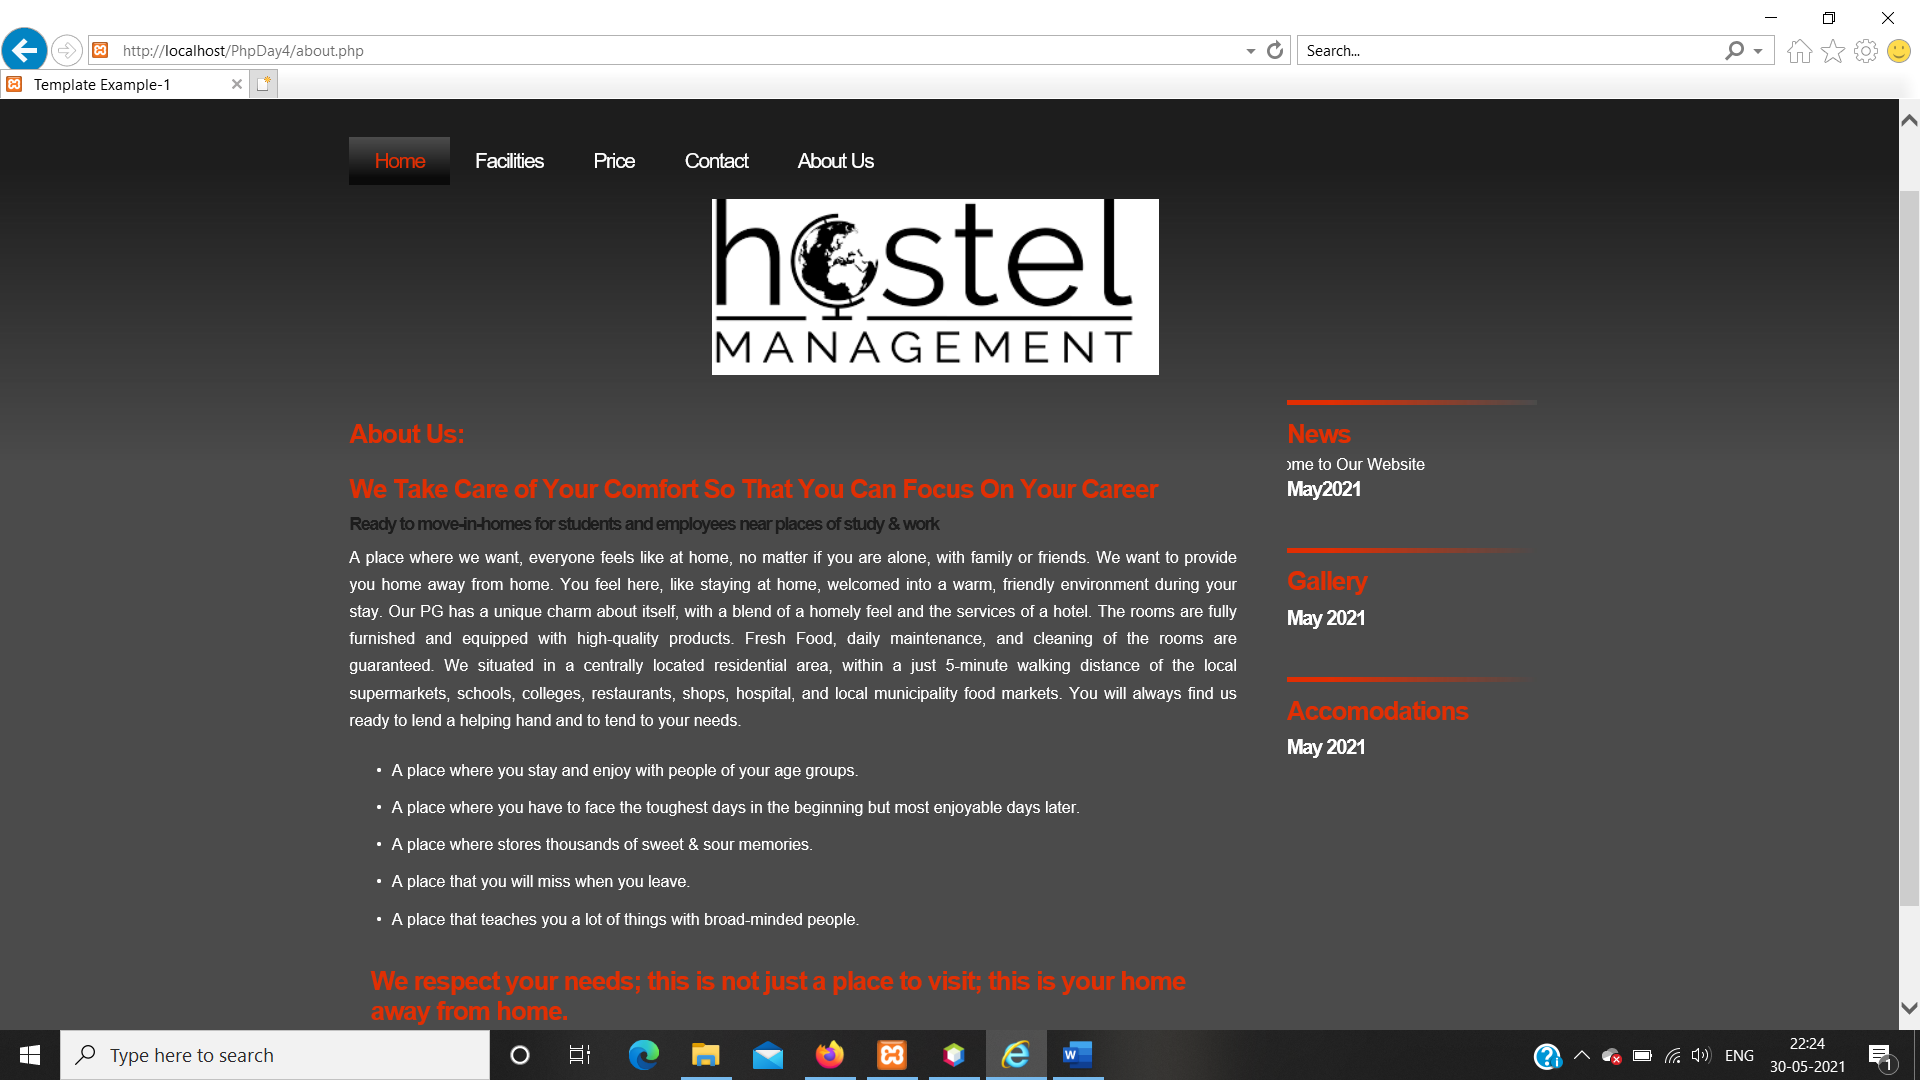 http://localhost/PhpDay4/about.php
Search...
Template Example-1
Home Facilities Price Contact About Us
hostel
MANAGEMENT
About Us:
We Take Care of Your Comfort So That You Can Focus On Your Career
Ready to move-in-homes for students and employees near places of study & work
A place where we want, everyone feels like at home, no matter if you are alone, with family or friends. We want to provide
you home away from home. You feel here, like staying at home, welcomed into a warm, friendly environment during your
stay. Our PG has a unique charm about itself, with a blend of a homely feel and the services of a hotel. The rooms are fully
furnished and equipped with high-quality products. Fresh Food, daily maintenance, and cleaning of the rooms are
guaranteed. We situated in a centrally located residential area, within a just 5-minute walking distance of the local
supermarkets, schools, colleges, restaurants, shops, hospital, and local municipality food markets. You will always find us
ready to lend a helping hand and to tend to your needs.
• A place where you stay and enjoy with people of your age groups.
• A place where you have to face the toughest days in the beginning but most enjoyable days later.
• A place where stores thousands of sweet & sour memories.
• A place that you will miss when you leave.
• A place that teaches you a lot of things with broad-minded people.
We respect your needs; this is not just a place to visit; this is your home
away from home.
News
ome to Our Website
May2021
Gallery
May 2021
Accomodations
May 2021
Type here to search
ENG
22:24
30-05-2021
1